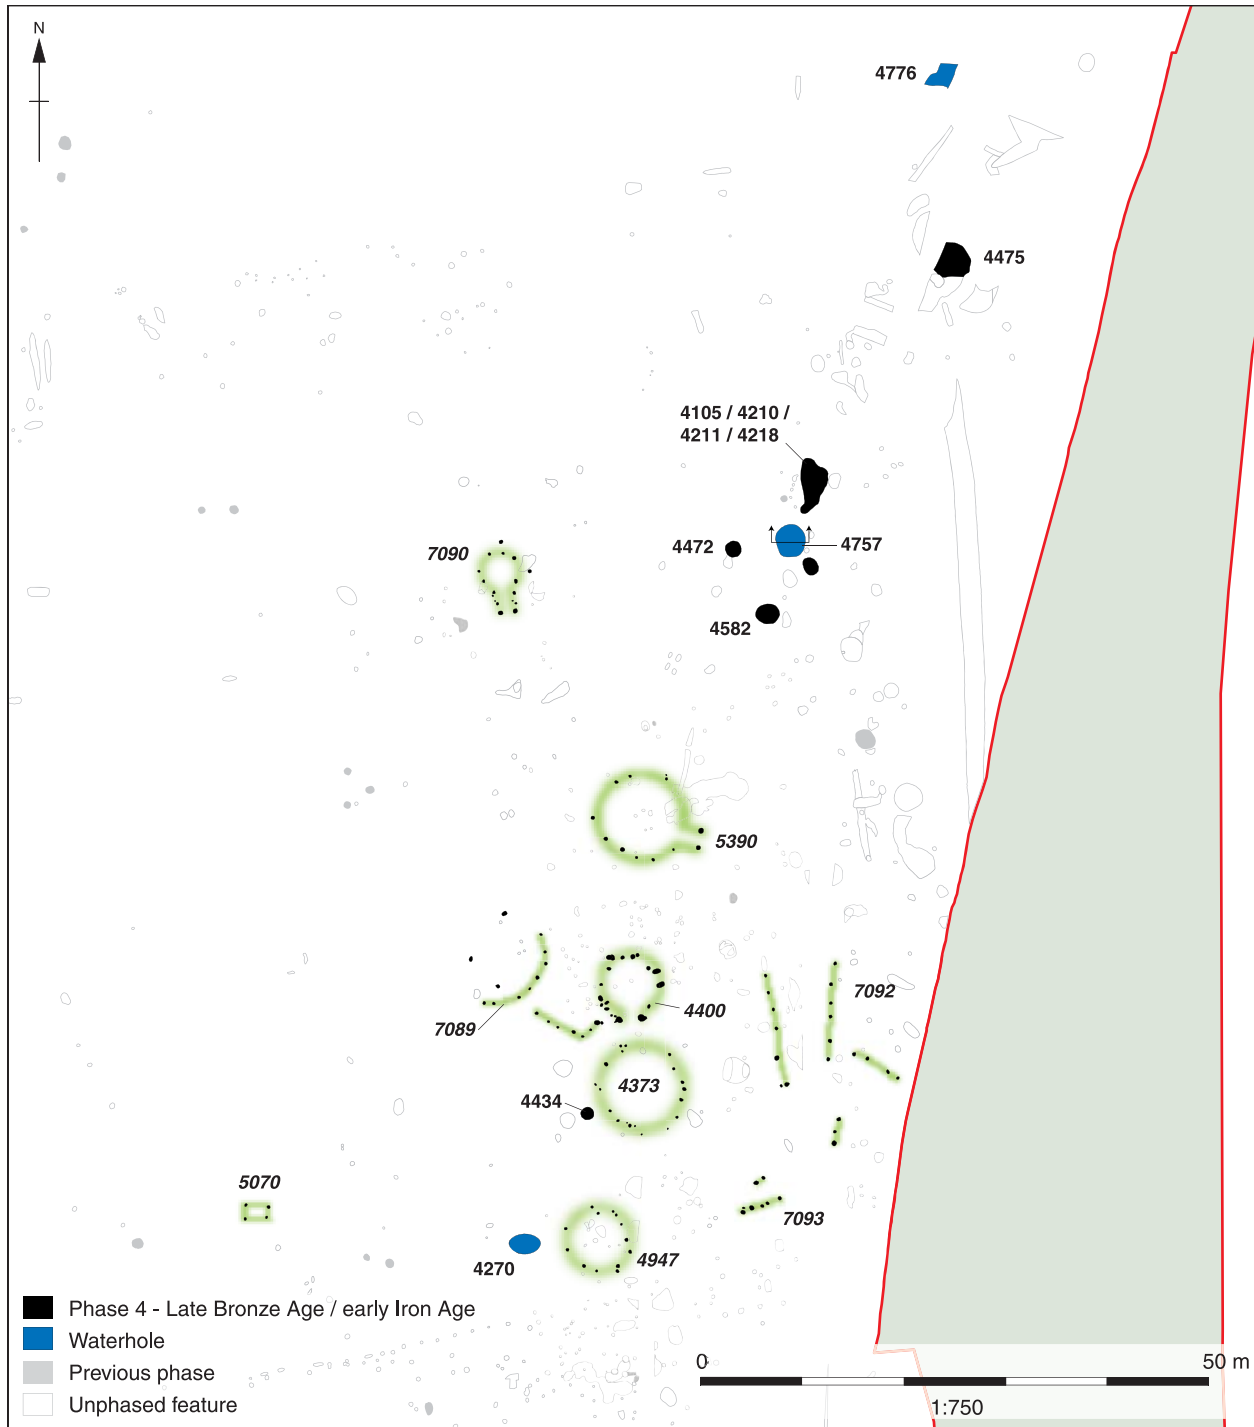 N
4776
4475
4105 / 4210 /
4211 / 4218
7090
4472
4757
4582
5390
7092
4400
7089
4373
4434
5070
7093
4270
4947
Phase 4 - Late Bronze Age / early Iron Age
Waterhole
Previous phase
Unphased feature
0
50 m
1:750